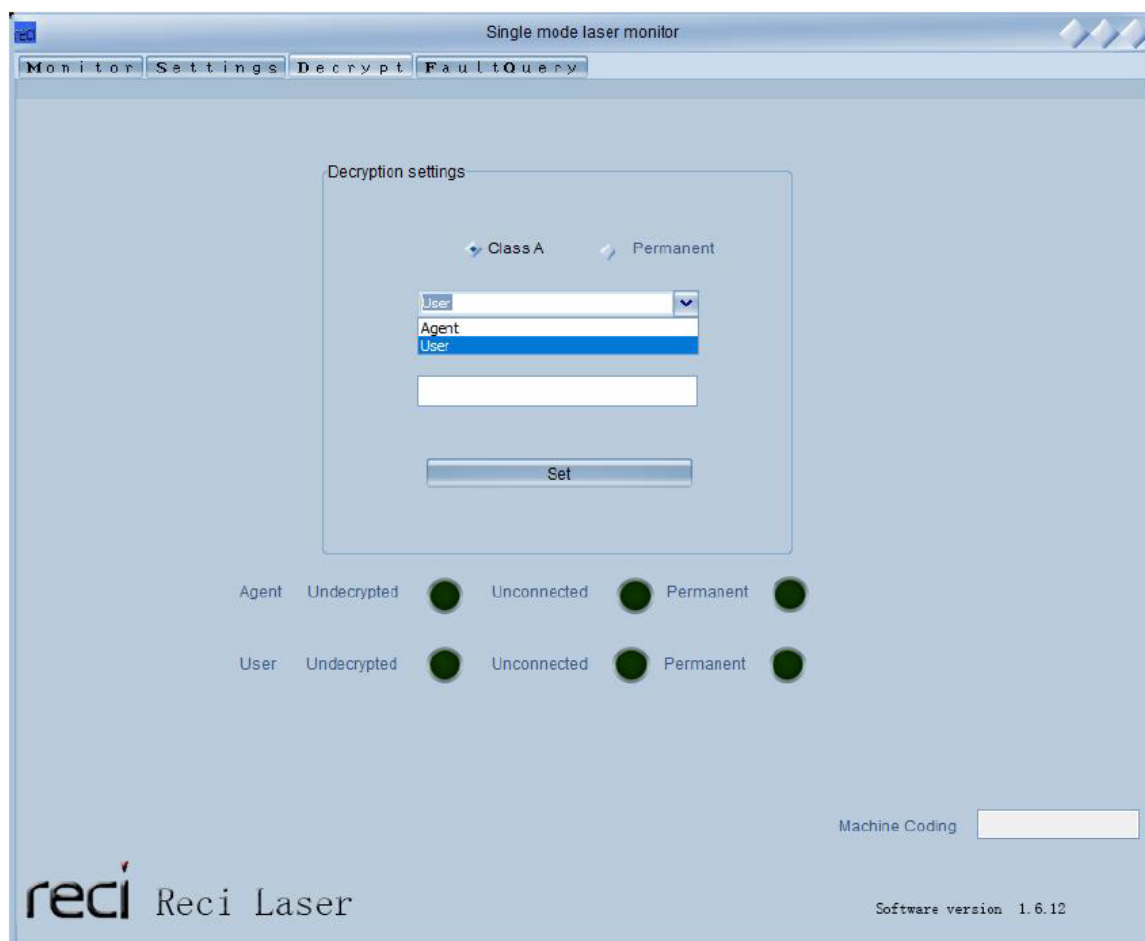 reci
Single mode laser monitor
Monitor Settings Decrypt FaultQuery
Decryption settings
Class A Permanent
User
Agent
User
Set
Agent Undecrypted Unconnected Permanent
User Undecrypted Unconnected Permanent
Machine Coding
reci Reci Laser
Software version 1.6.12